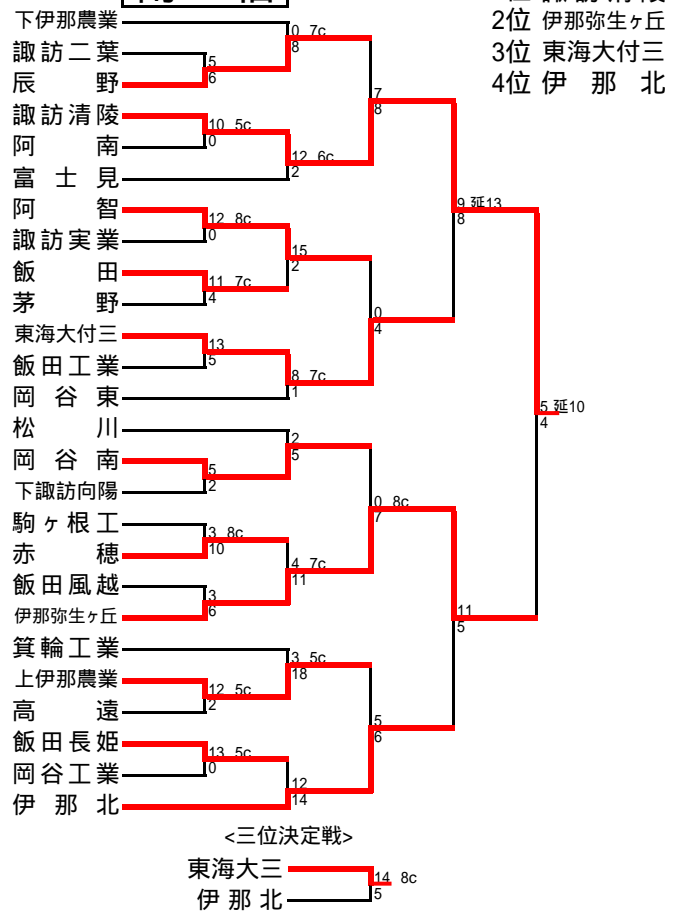 下伊那農業
諏訪二葉
辰野
諏訪清陵
阿南
富士見
阿智
諏訪実業
飯田
茅野
東海大付三
飯田工業
岡谷東
松川
岡谷南
下諏訪向陽
駒ヶ根工
赤穂
飯田風越
伊那弥生ヶ丘
箕輪工業
上伊那農業
高遠
飯田長姫
岡谷工業
伊那北
5
6
10 5c
0
12 8c
0
11 7c
4
13
5
5
2
3 8c
10
3
6
12 5c
2
13 5c
0
0 7c
8
12 6c
2
15
2
8 7c
1
2
5
4 7c
11
3 5c
18
12
14
7
8
0
4
0 8c
7
5
6
9 延13
8
11
5
5 延10
4
2位 伊那弥生ヶ丘
3位 東海大付三
4位 伊那北
<三位決定戦>
東海大三
伊那北
14 8c
5